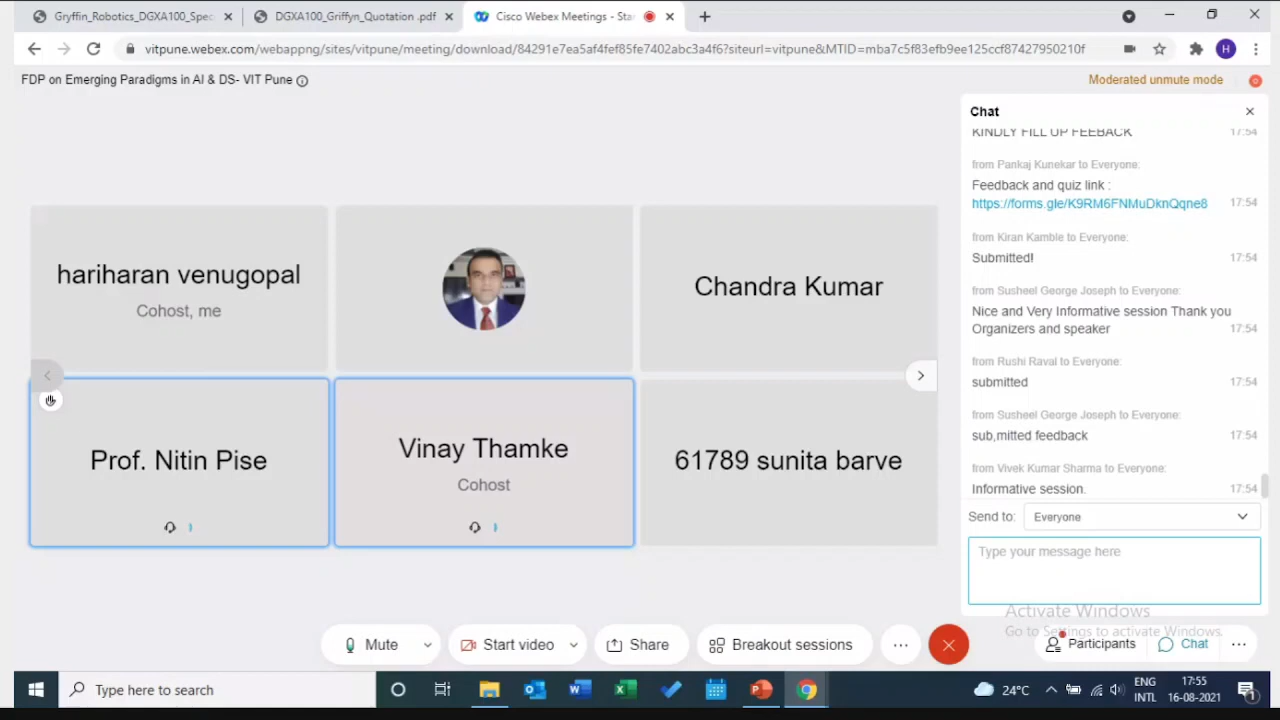 Gryffin_Robotics_DGXA100_Spec
DGXA100_Griffyn_Quotation .pdf
Cisco Webex Meetings - Sta
vitpune.webex.com/webappng/sites/vitpune/meeting/download/84291e7ea5af4fef85fe7402abc3a4f6?siteurl=vitpune&MTID=mba7c5f83efb9ee125ccf87427950210f
H
FDP on Emerging Paradigms in AI & DS- VIT Pune
Moderated unmute mode
hariharan venugopal
Cohost, me
Chandra Kumar
Prof. Nitin Pise
Vinay Thamke
Cohost
61789 sunita barve
Chat
KINDLY FILL UP FEEBACK 17:54
from Pankaj Kunekar to Everyone:
Feedback and quiz link :
https://forms.gle/K9RM6FNMuDknQqne8 17:54
from Kiran Kamble to Everyone:
Submitted! 17:54
from Susheel George Joseph to Everyone:
Nice and Very Informative session Thank you
Organizers and speaker 17:54
from Rushi Raval to Everyone:
submitted 17:54
from Susheel George Joseph to Everyone:
sub,mitted feedback 17:54
from Vivek Kumar Sharma to Everyone:
Informative session. 17:54
Send to: Everyone
Type your message here
Activate Windows
Go to Settings to activate Windows.
Mute
Start video
Share
Breakout sessions
Participants
Chat
Type here to search
24°C
ENG
INTL
17:55
16-08-2021
1